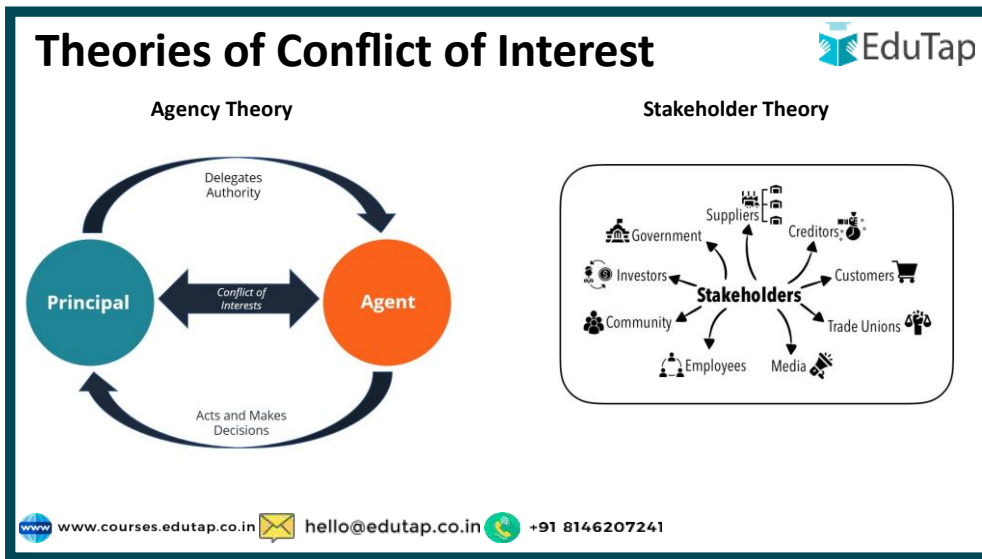 Theories of Conflict of Interest
EduTap
Agency Theory
Stakeholder Theory
Delegates
Authority
Principal
Conflict of
Interests
Agent
Acts and Makes
Decisions
Suppliers
Government
Creditors
Investors
Customers
Stakeholders
Community
Trade Unions
Employees
Media
www www.courses.edutap.co.in hello@edutap.co.in +91 8146207241